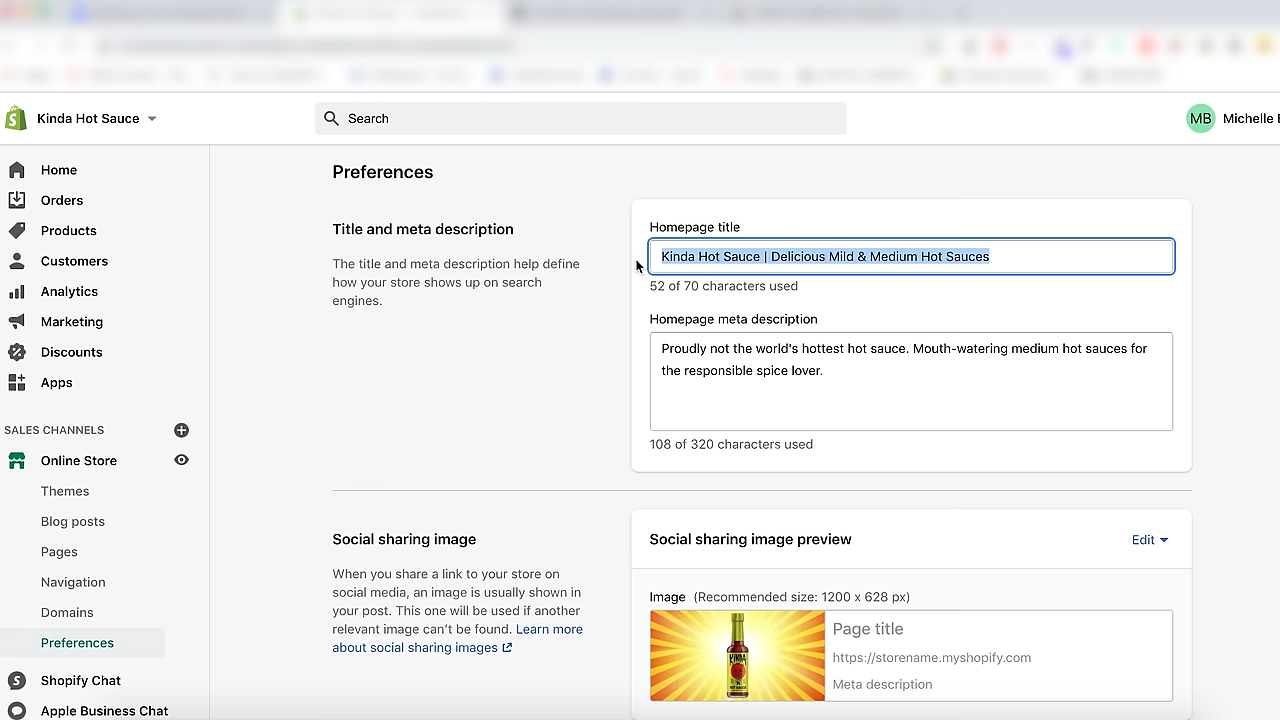 Kinda Hot Sauce
Search
MB
Michelle B
Home
Orders
Products
Customers
Analytics
Marketing
Discounts
Apps
SALES CHANNELS
Online Store
Themes
Blog posts
Pages
Navigation
Domains
Preferences
Shopify Chat
Apple Business Chat
Preferences
Title and meta description
The title and meta description help define
how your store shows up on search
engines.
Homepage title
Kinda Hot Sauce | Delicious Mild & Medium Hot Sauces
52 of 70 characters used
Homepage meta description
Proudly not the world's hottest hot sauce. Mouth-watering medium hot sauces for
the responsible spice lover.
108 of 320 characters used
Social sharing image
When you share a link to your store on
social media, an image is usually shown in
your post. This one will be used if another
relevant image can't be found. Learn more
about social sharing images
Social sharing image preview
Edit
Image (Recommended size: 1200 x 628 px)
KINDA
HOT SAUCE
Page title
https://storename.myshopify.com
Meta description